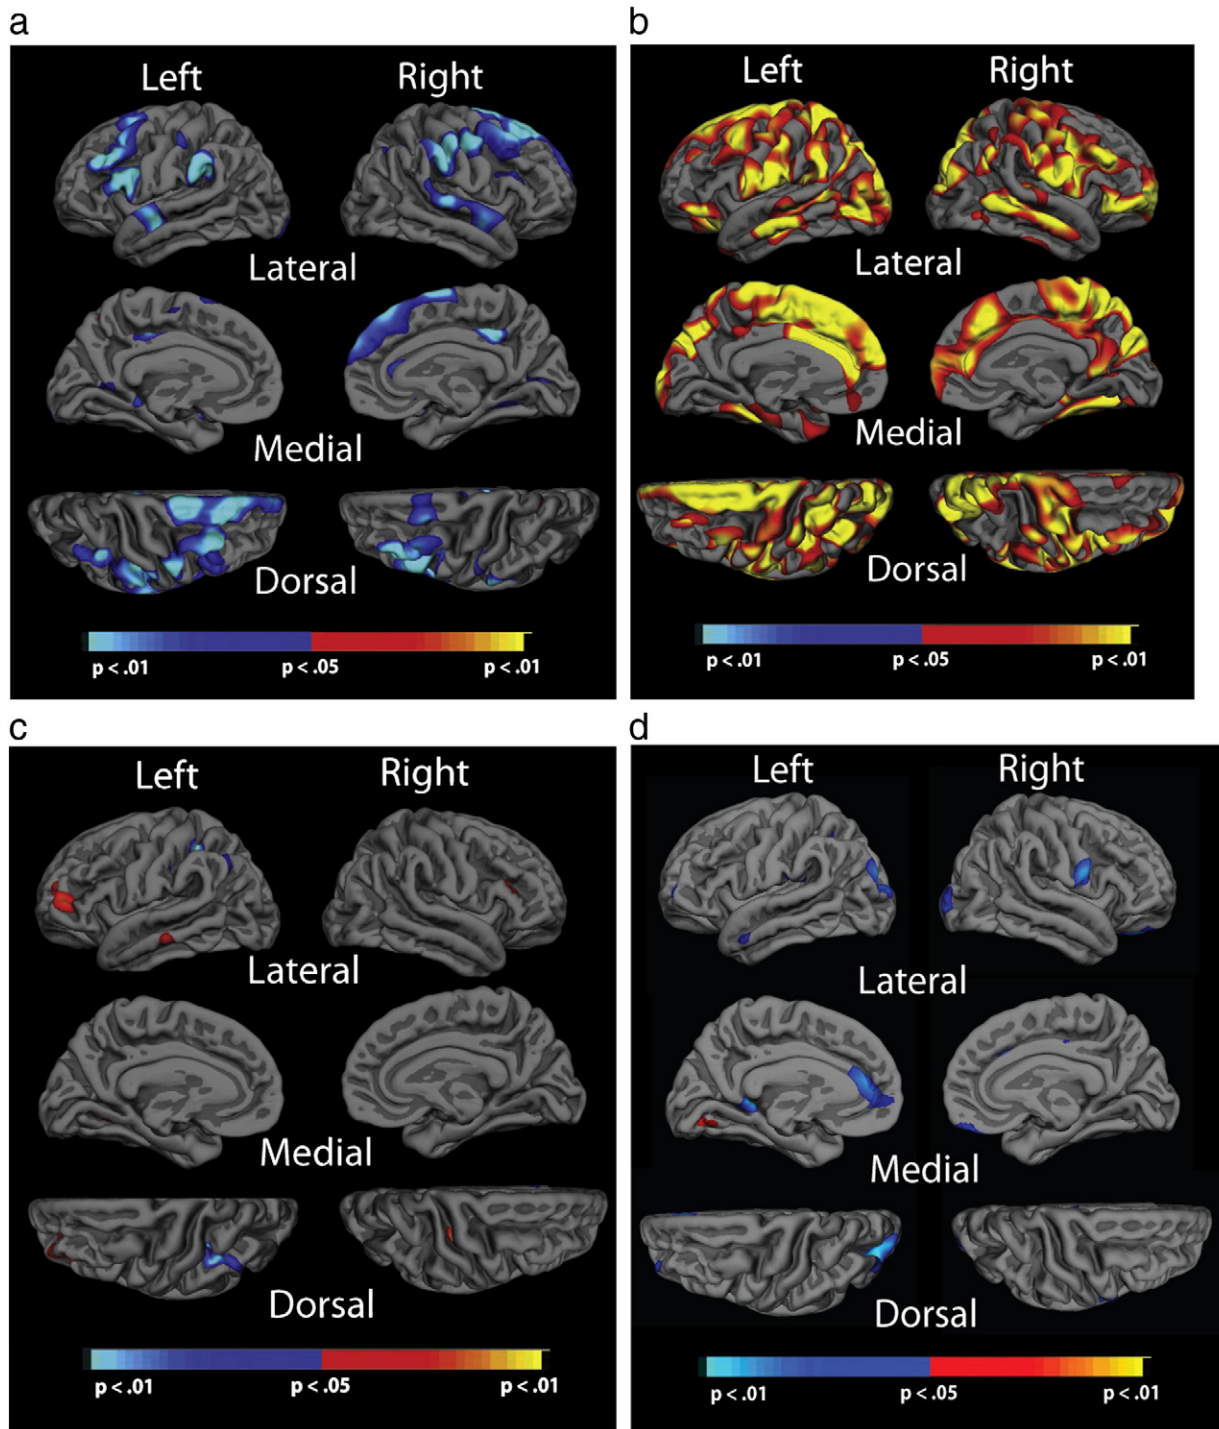 a
b
Left Right
Left Right
Lateral
Lateral
Medial
Medial
Dorsal
Dorsal
p < .01 p < .05 p < .01
p < .01 p < .05 p < .01
c
d
Left Right
Left Right
Lateral
Lateral
Medial
Medial
Dorsal
Dorsal
p < .01 p < .05 p < .01
p < .01 p < .05 p < .01